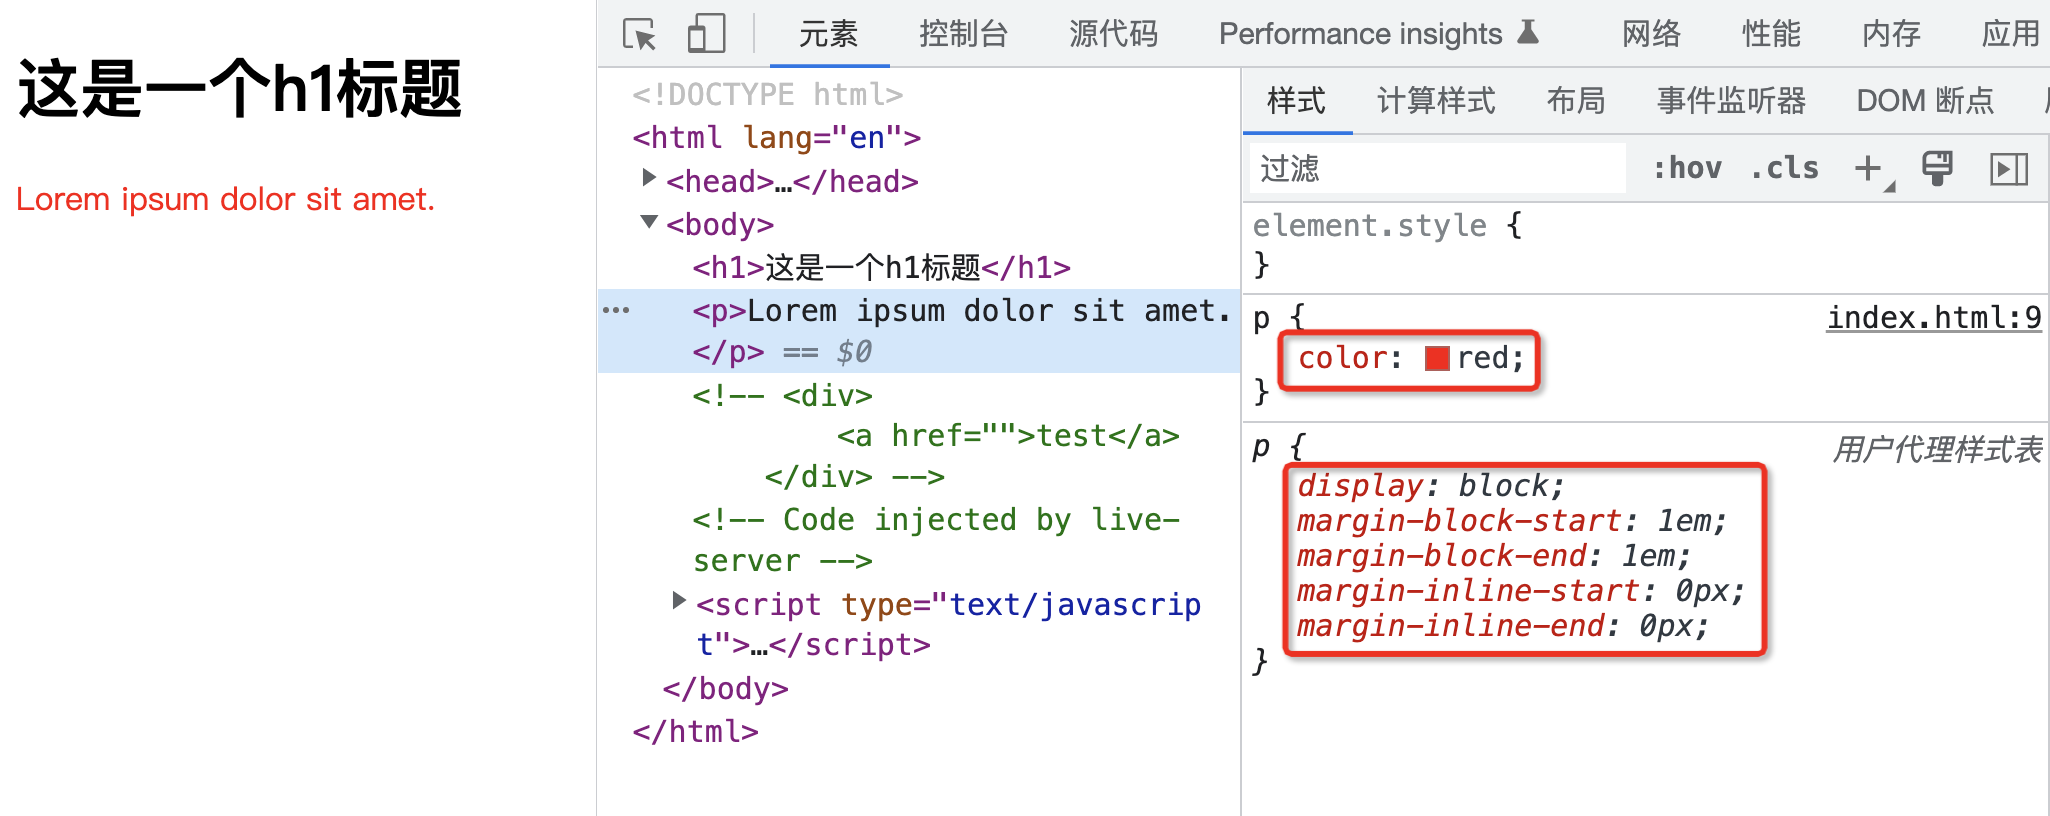 这是一个h1标题
Lorem ipsum dolor sit amet.
元素 控制台 源代码 Performance insights 网络 性能 内存 应用
<!DOCTYPE html>
<html lang="en">
<head>…</head>
<body>
<h1>这是一个h1标题</h1>
<p>Lorem ipsum dolor sit amet.
</p> == $0
<!-- <div>
<a href="">test</a>
</div> -->
<!-- Code injected by live-
server -->
<script type="text/javascrip
t">…</script>
</body>
</html>
样式 计算样式 布局 事件监听器 DOM 断点
过滤 :hov .cls
element.style {
}
p { index.html:9
color: red;
}
p { 用户代理样式表
display: block;
margin-block-start: 1em;
margin-block-end: 1em;
margin-inline-start: 0px;
margin-inline-end: 0px;
}